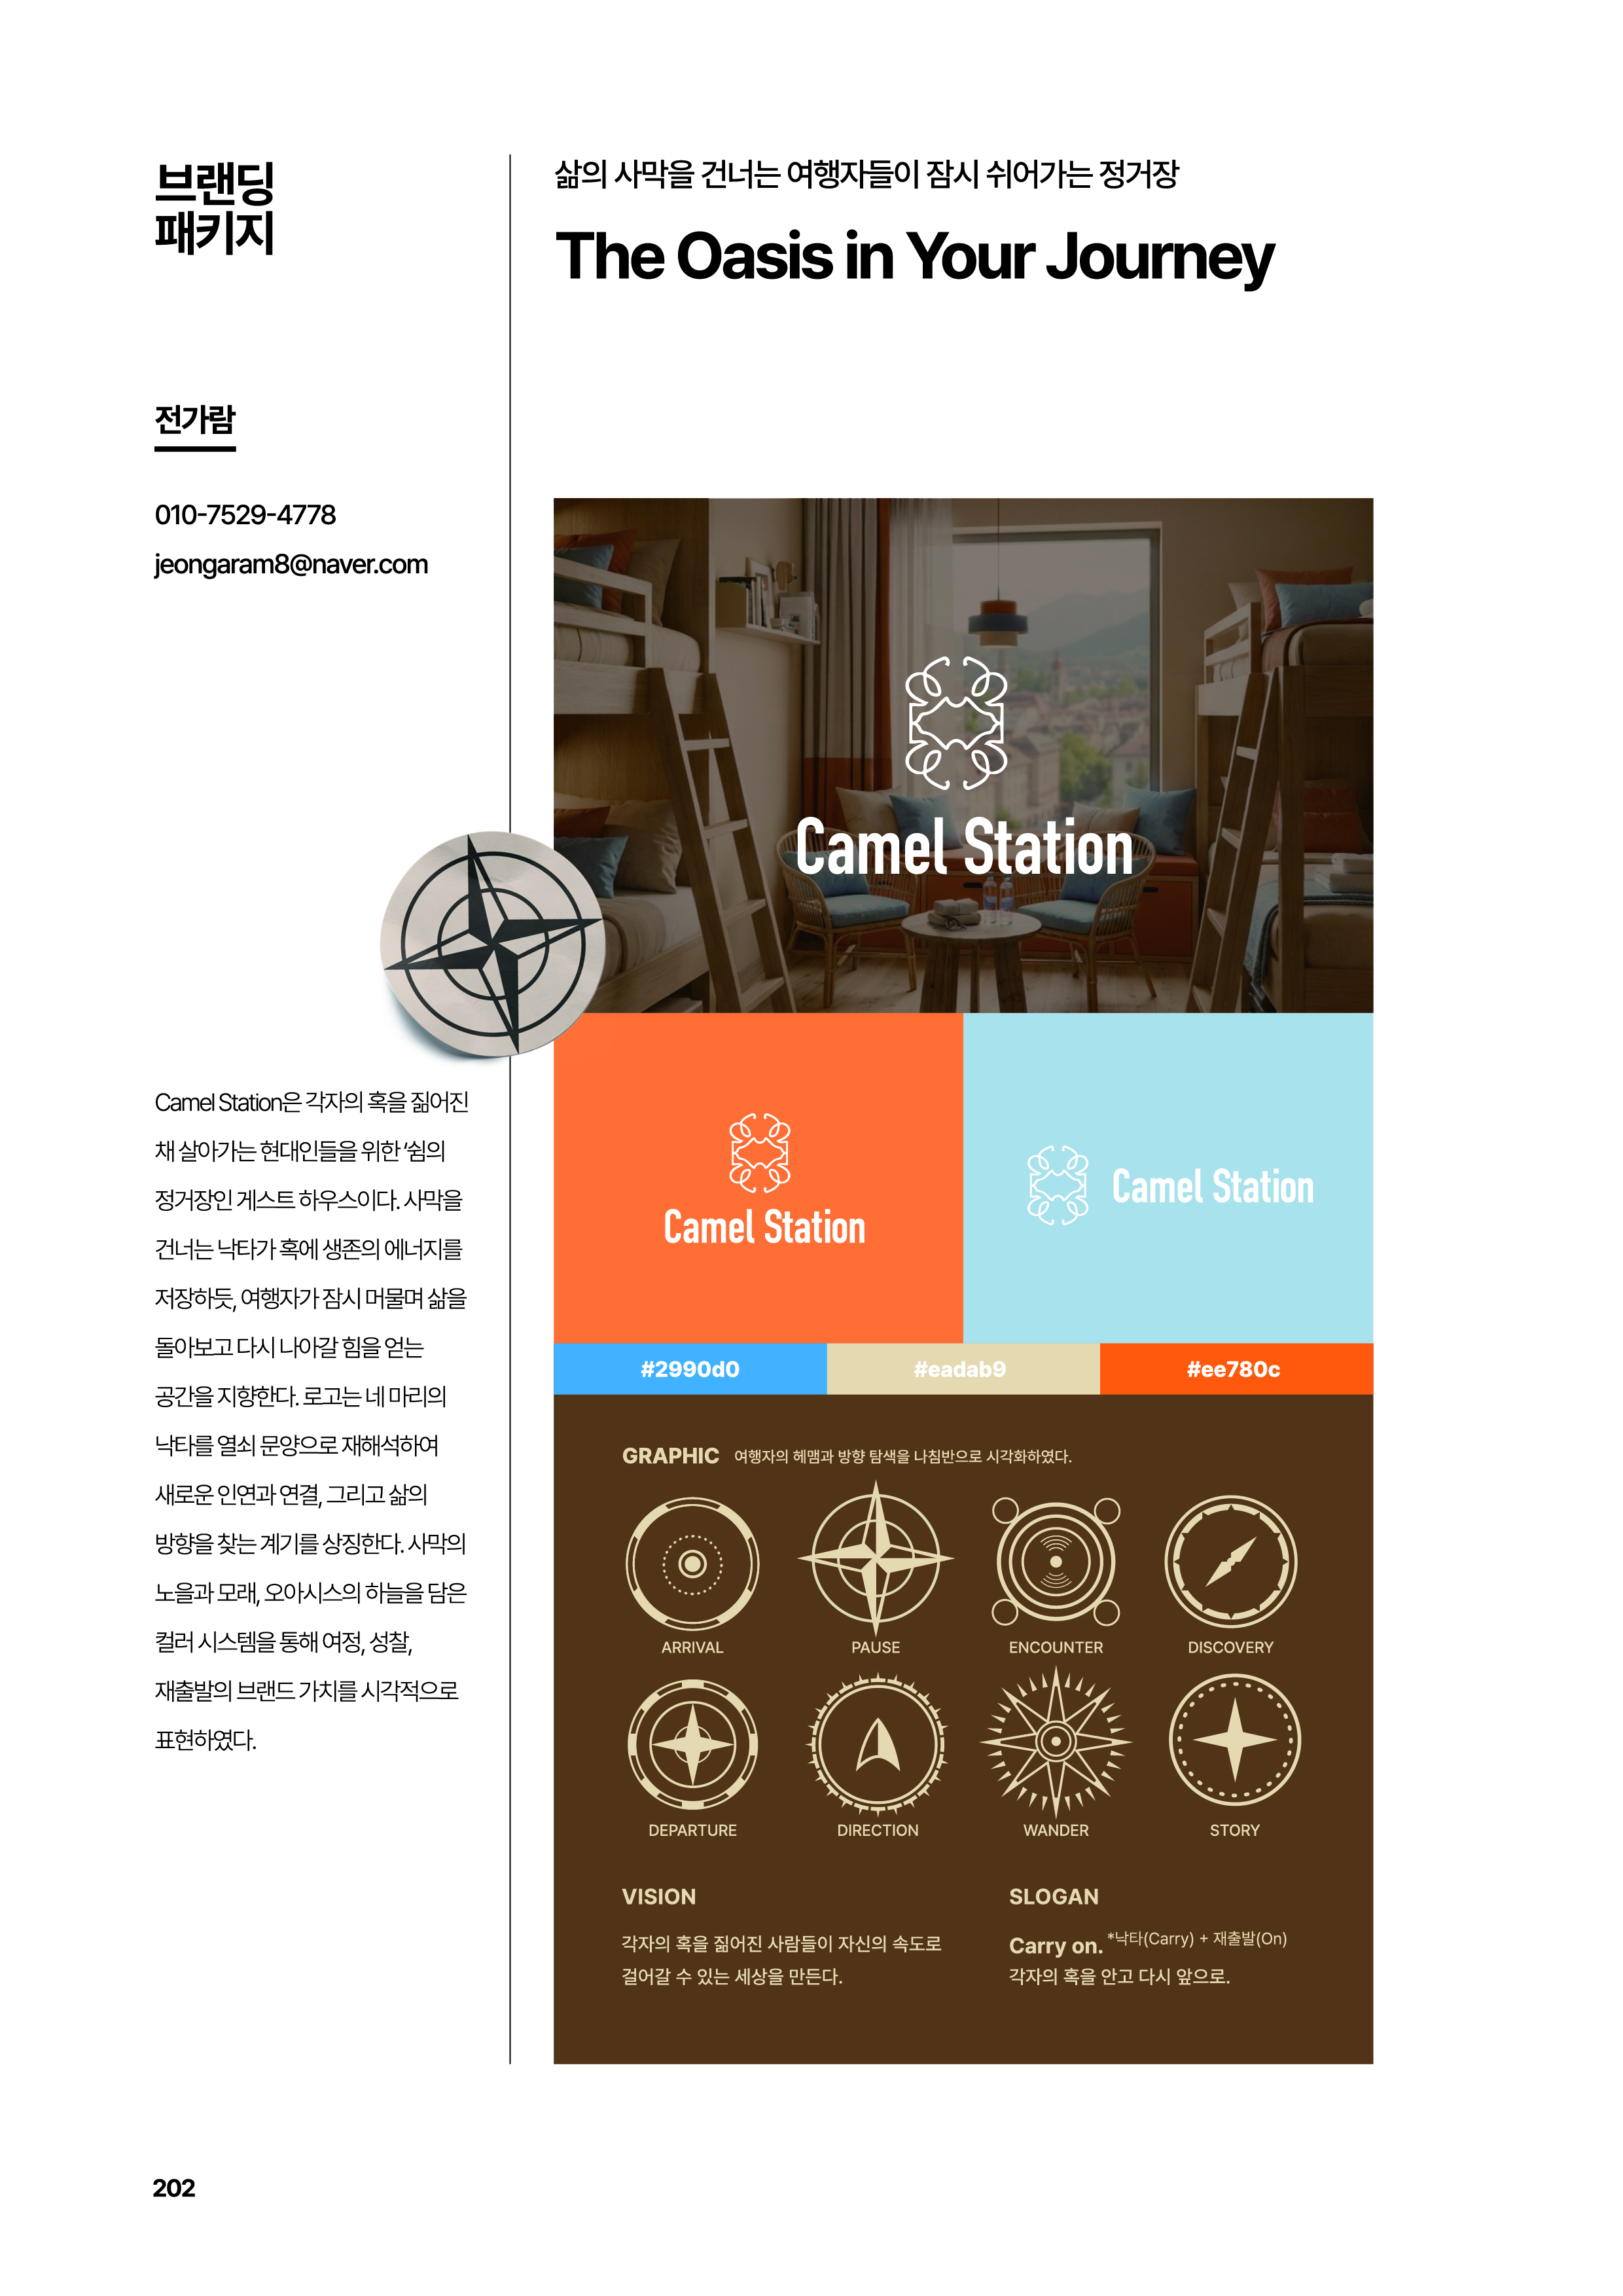 브랜딩
패키지
전가람
010-7529-4778
jeongaram8@naver.com
Camel Station은 각자의 혹을 짊어진
채 살아가는 현대인들을 위한 ‘쉼의
정거장인 게스트 하우스이다. 사막을
건너는 낙타가 혹에 생존의 에너지를
저장하듯, 여행자가 잠시 머물며 삶을
돌아보고 다시 나아갈 힘을 얻는
공간을 지향한다. 로고는 네 마리의
낙타를 열쇠 문양으로 재해석하여
새로운 인연과 연결, 그리고 삶의
방향을 찾는 계기를 상징한다. 사막의
노을과 모래, 오아시스의 하늘을 담은
컬러 시스템을 통해 여정, 성찰,
재출발의 브랜드 가치를 시각적으로
표현하였다.
삶의 사막을 건너는 여행자들이 잠시 쉬어가는 정거장
The Oasis in Your Journey
Camel Station
Camel Station
Camel Station
#2990d0
#eadab9
#ee780c
GRAPHIC 여행자의 헤맴과 방향 탐색을 나침반으로 시각화하였다.
ARRIVAL
PAUSE
ENCOUNTER
DISCOVERY
DEPARTURE
DIRECTION
WANDER
STORY
VISION
각자의 혹을 짊어진 사람들이 자신의 속도로
걸어갈 수 있는 세상을 만든다.
SLOGAN
Carry on. *낙타(Carry) + 재출발(On)
각자의 혹을 안고 다시 앞으로.
202